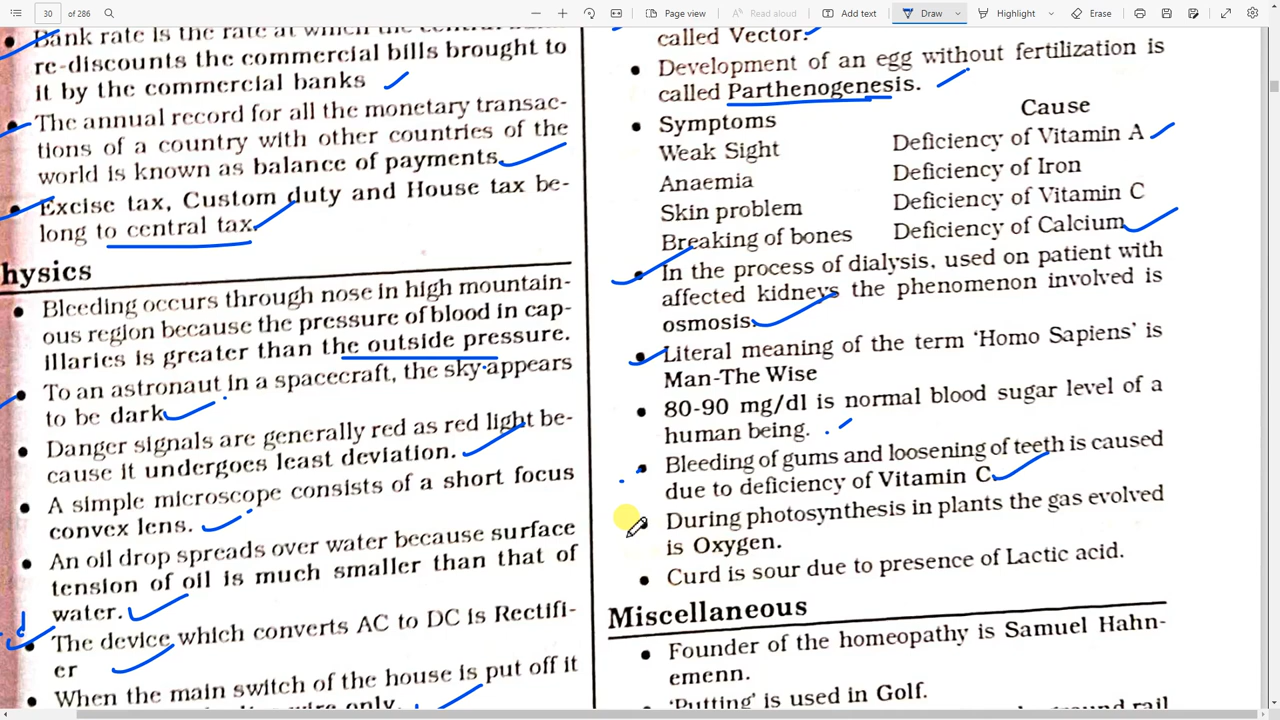 30
of 286
Page view
Read aloud
Add text
Draw
Highlight
Erase
Bank rate is the rate at which the
re-discounts the commercial bills brought to
it by the commercial banks
The annual record for all the monetary transac-
tions of a country with other countries of the
world is known as balance of payments.
Excise tax, Custom duty and House tax be-
long to central tax.
hysics
Bleeding occurs through nose in high mountain-
ous region because the pressure of blood in cap-
illaries is greater than the outside pressure.
To an astronaut in a spacecraft, the sky appears
to be dark
Danger signals are generally red as red light be-
cause it undergoes least deviation.
A simple microscope consists of a short focus
convex lens.
An oil drop spreads over water because surface
tension of oil is much smaller than that of
water.
The device which converts AC to DC is Rectifi-
er
When the main switch of the house is put off it
wire only.
called Vector.
Development of an egg without fertilization is
called Parthenogenesis.
Symptoms Cause
Weak Sight Deficiency of Vitamin A
Anaemia Deficiency of Iron
Skin problem Deficiency of Vitamin C
Breaking of bones Deficiency of Calcium
In the process of dialysis, used on patient with
affected kidneys the phenomenon involved is
osmosis.
Literal meaning of the term ‘Homo Sapiens’ is
Man-The Wise
80-90 mg/dl is normal blood sugar level of a
human being.
Bleeding of gums and loosening of teeth is caused
due to deficiency of Vitamin C.
During photosynthesis in plants the gas evolved
is Oxygen.
Curd is sour due to presence of Lactic acid.
Miscellaneous
Founder of the homeopathy is Samuel Hahn-
emenn.
‘Putting’ is used in Golf.